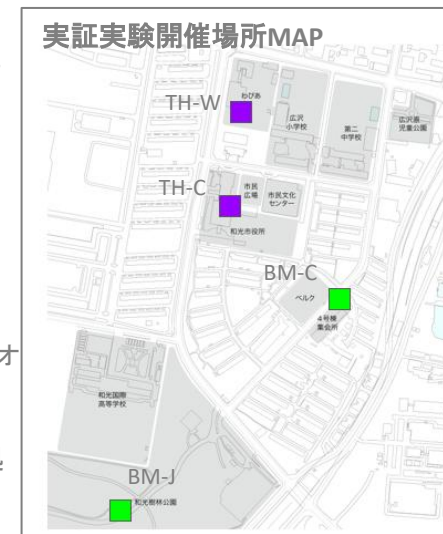 実証実験開催場所MAP
TH-W
わぴあ
広沢
小学校
第二
中学校
広沢原
児童公園
TH-C
市民
広場
市民文化
センター
和光市役所
BM-C
ベルク
4号棟
集会所
オ
和光国際
高等学校
BM-J
和光樹林公園